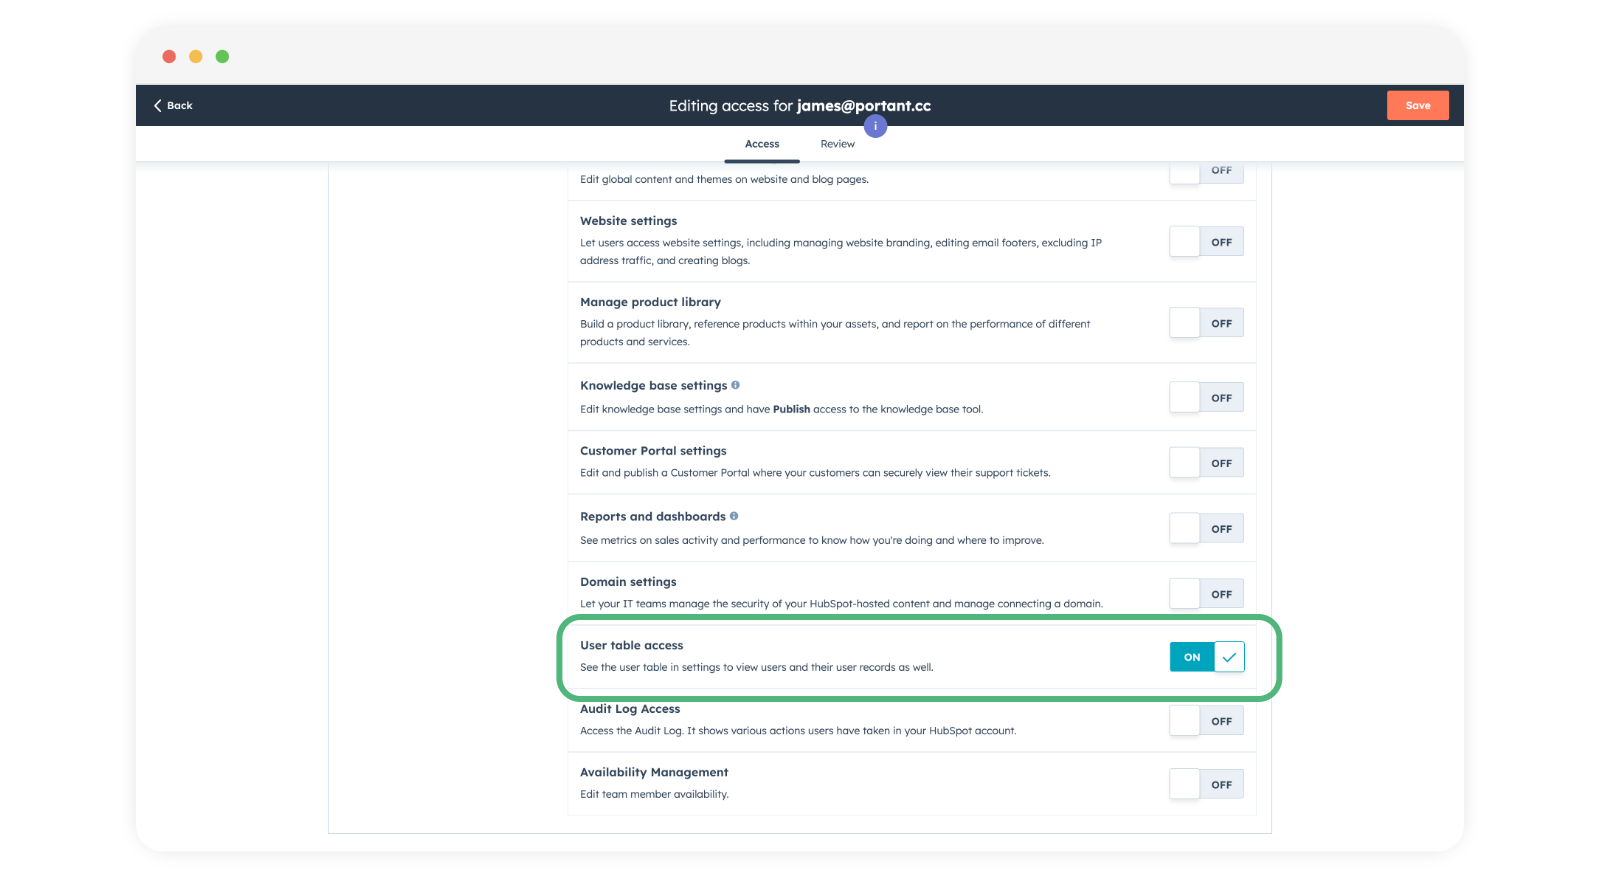 Back
Editing access for james@portant.cc
Save
i
Access
Review
Edit global content and themes on website and blog pages.
OFF
Website settings
Let users access website settings, including managing website branding, editing email footers, excluding IP
address traffic, and creating blogs.
OFF
Manage product library
Build a product library, reference products within your assets, and report on the performance of different
products and services.
OFF
Knowledge base settings
Edit knowledge base settings and have Publish access to the knowledge base tool.
OFF
Customer Portal settings
Edit and publish a Customer Portal where your customers can securely view their support tickets.
OFF
Reports and dashboards
See metrics on sales activity and performance to know how you're doing and where to improve.
OFF
Domain settings
Let your IT teams manage the security of your HubSpot-hosted content and manage connecting a domain.
OFF
User table access
See the user table in settings to view users and their user records as well.
ON
Audit Log Access
Access the Audit Log. It shows various actions users have taken in your HubSpot account.
OFF
Availability Management
Edit team member availability.
OFF